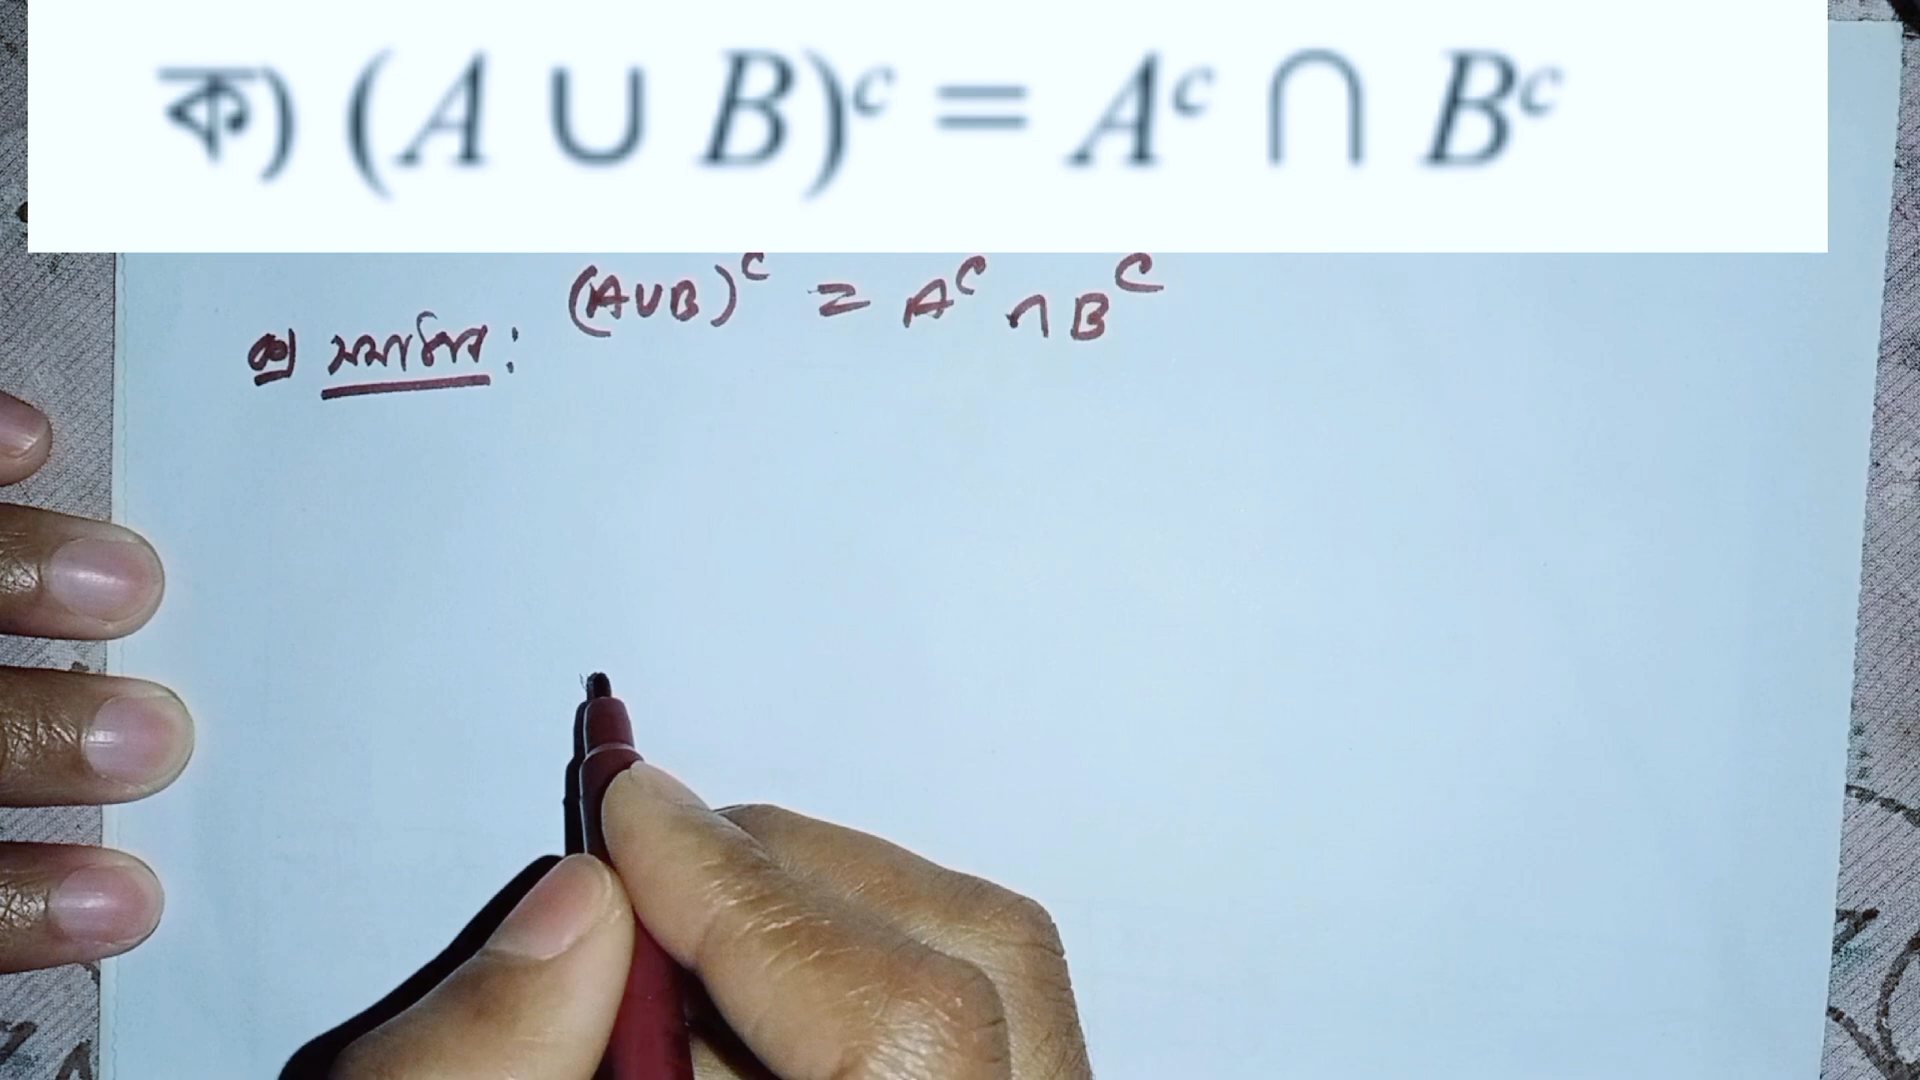 ক) (A ∪ B)ᶜ = Aᶜ ∩ Bᶜ
(A∪B)ᶜ = Aᶜ ∩ Bᶜ
ক) সমাধান :